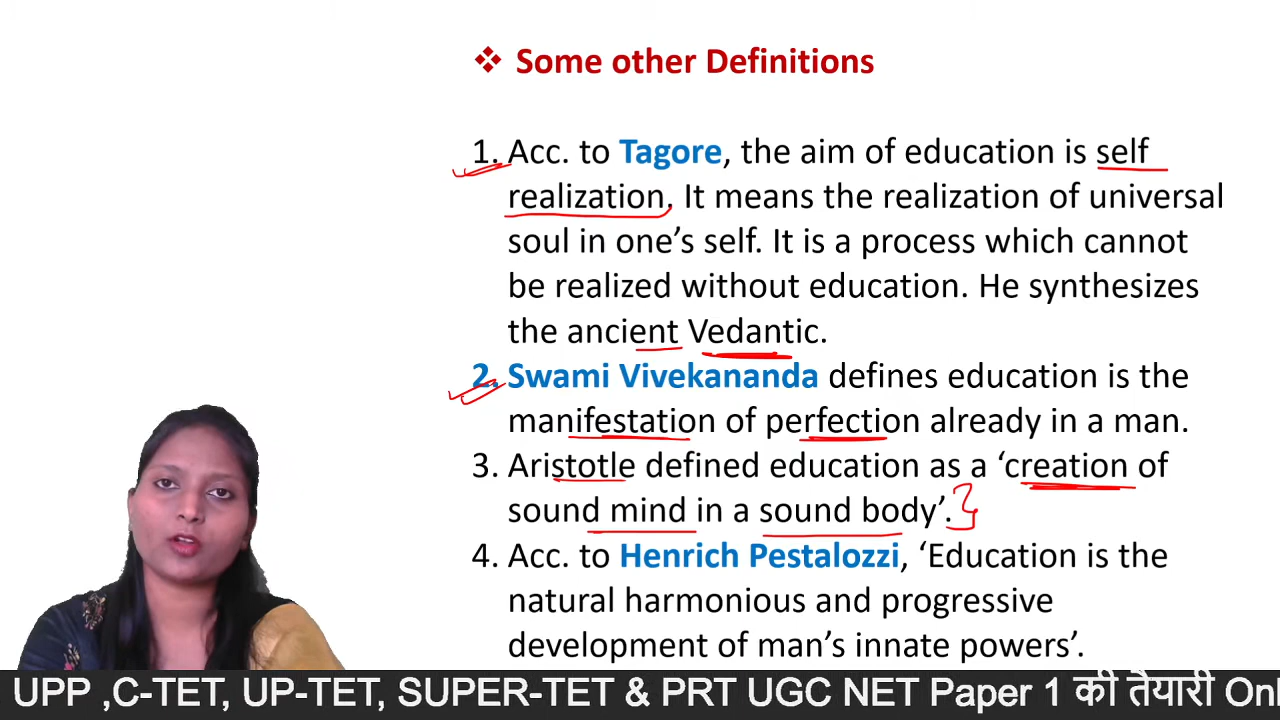 ❖ Some other Definitions
1. Acc. to Tagore, the aim of education is self
realization. It means the realization of universal
soul in one's self. It is a process which cannot
be realized without education. He synthesizes
the ancient Vedantic.
2. Swami Vivekananda defines education is the
manifestation of perfection already in a man.
3. Aristotle defined education as a ‘creation of
sound mind in a sound body’.
4. Acc. to Henrich Pestalozzi, ‘Education is the
natural harmonious and progressive
development of man’s innate powers’.
UPP ,C-TET, UP-TET, SUPER-TET & PRT UGC NET Paper 1 की तैयारी Onl